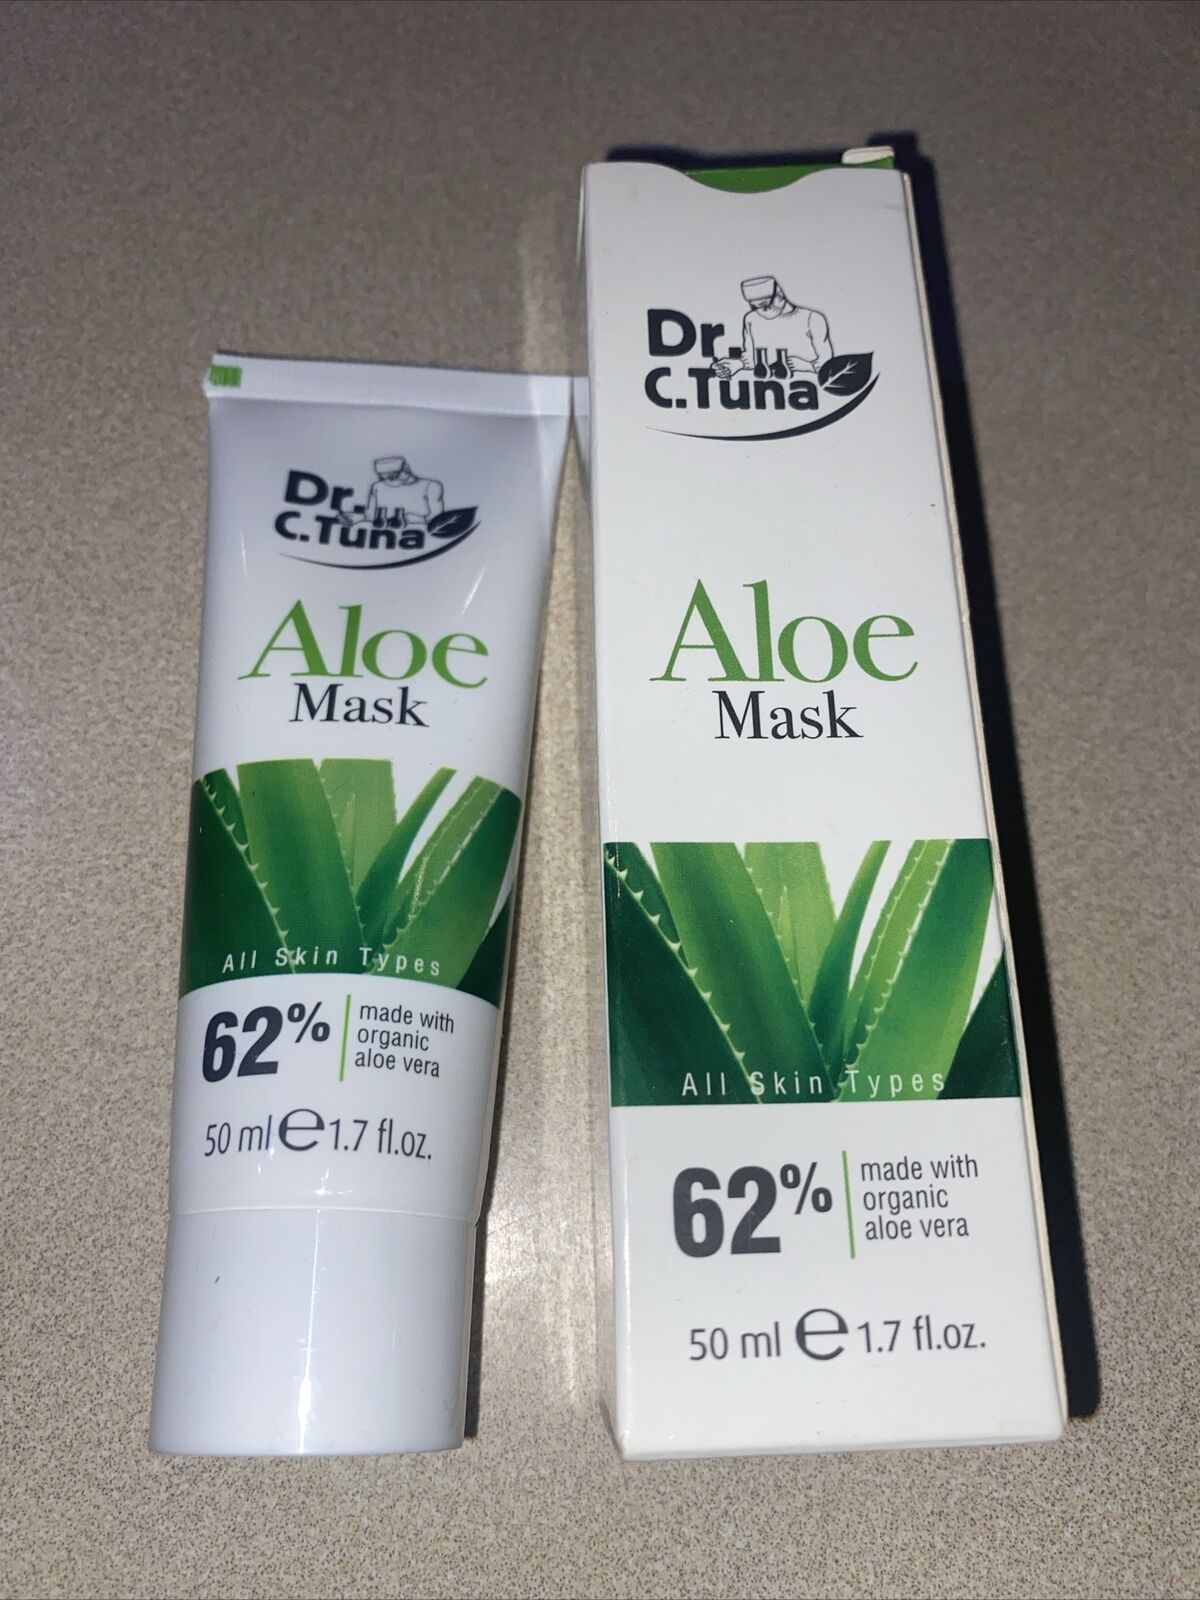 Dr.
C.Tuna
Aloe
Mask
All Skin Types
62%
made with
organic
aloe vera
50 ml e 1.7 fl.oz.
Dr.
C.Tuna
Aloe
Mask
All Skin Types
62%
made with
organic
aloe vera
50 ml e 1.7 fl.oz.